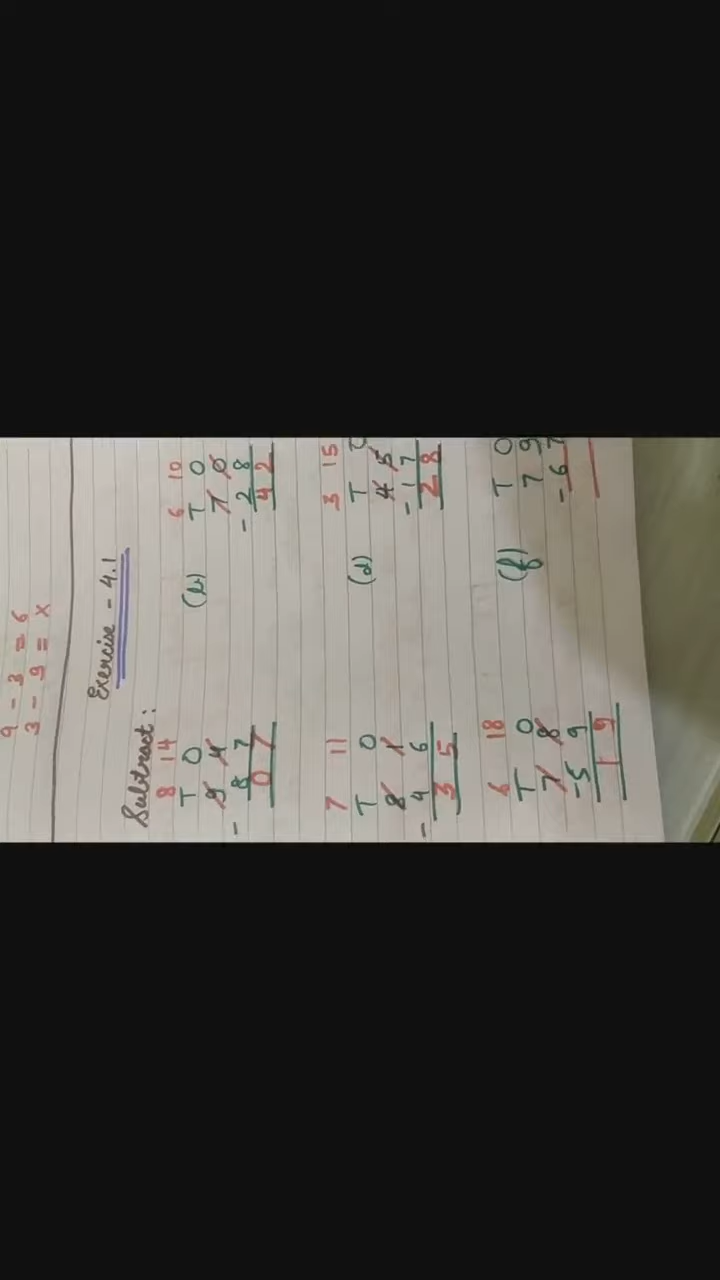 9 - 3 = 6
3 - 9 = x
Exercise - 4.1
Subtract :
8 14
T O
9 4
- 8 7
0 7
(b)
6 10
T O
7 0
- 2 8
4 2
7 11
T O
8 1
- 4 6
3 5
(d)
3 15
T
4 5
- 1 7
2 8
6 18
T O
7 8
- 5 9
1 9
(f)
T O
7 9
- 6 7